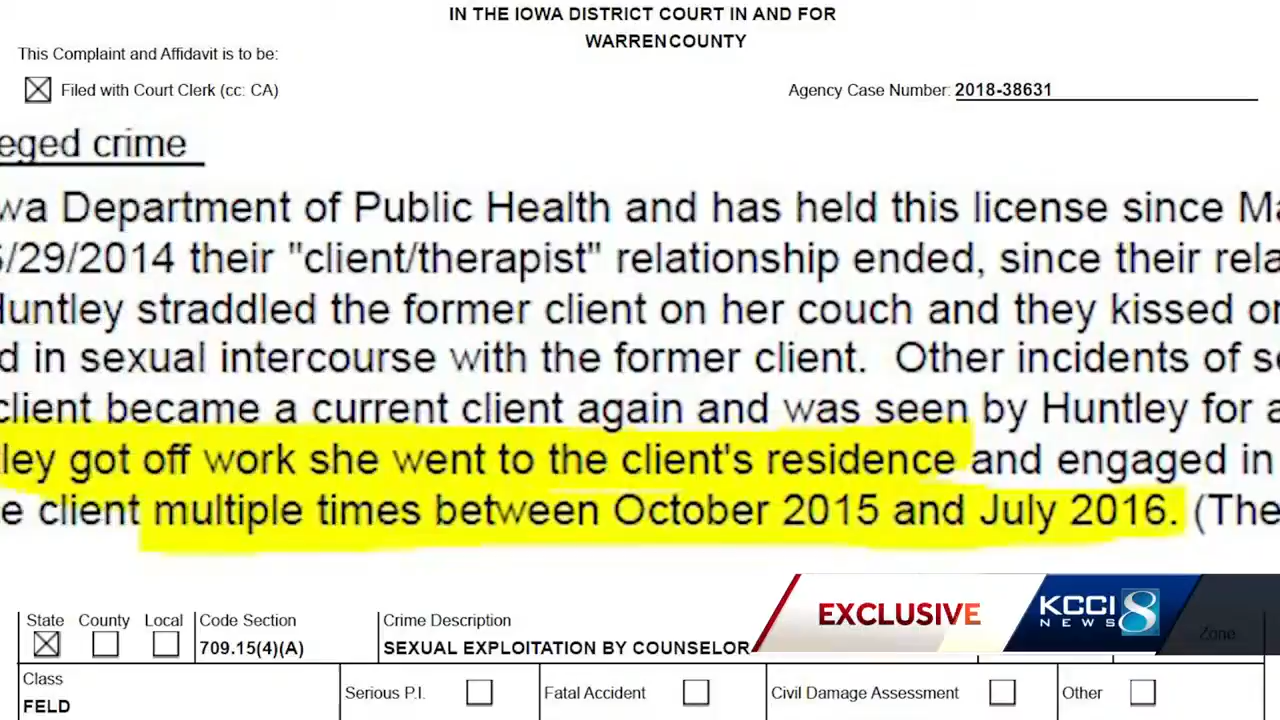 IN THE IOWA DISTRICT COURT IN AND FOR
WARRENCOUNTY
This Complaint and Affidavit is to be:
Filed with Court Clerk (cc: CA)
Agency Case Number: 2018-38631
eged crime
wa Department of Public Health and has held this license since Ma
/29/2014 their "client/therapist" relationship ended, since their rela
Huntley straddled the former client on her couch and they kissed or
d in sexual intercourse with the former client. Other incidents of se
client became a current client again and was seen by Huntley for a
ley got off work she went to the client's residence and engaged in
e client multiple times between October 2015 and July 2016. (The
EXCLUSIVE
KCCI 8
NEWS
Zone
State County Local Code Section Crime Description
709.15(4)(A) SEXUAL EXPLOITATION BY COUNSELOR
Class Serious P.I. Fatal Accident Civil Damage Assessment Other
FELD